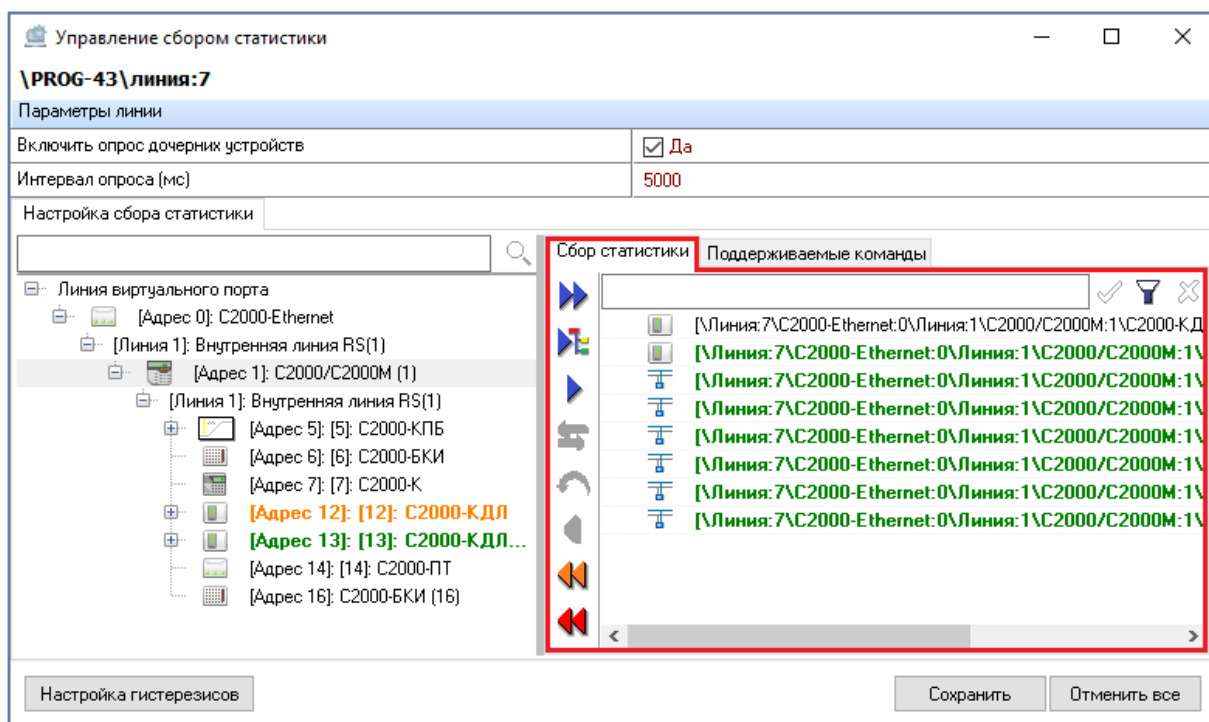 Управление сбором статистики
\PROG-43\линия:7
Параметры линии
Включить опрос дочерних устройств
Да
Интервал опроса (мс)
5000
Настройка сбора статистики
Линия виртуального порта
[Адрес 0]: С2000-Ethernet
[Линия 1]: Внутренняя линия RS(1)
[Адрес 1]: С2000/С2000М (1)
[Линия 1]: Внутренняя линия RS(1)
[Адрес 5]: [5]: С2000-КПБ
[Адрес 6]: [6]: С2000-БКИ
[Адрес 7]: [7]: С2000-К
[Адрес 12]: [12]: С2000-КДЛ
[Адрес 13]: [13]: С2000-КДЛ...
[Адрес 14]: [14]: С2000-ПТ
[Адрес 16]: С2000-БКИ (16)
Сбор статистики
Поддерживаемые команды
[\Линия:7\С2000-Ethernet:0\Линия:1\С2000/С2000М:1\С2000-КД
[\Линия:7\С2000-Ethernet:0\Линия:1\С2000/С2000М:1\
[\Линия:7\С2000-Ethernet:0\Линия:1\С2000/С2000М:1\
[\Линия:7\С2000-Ethernet:0\Линия:1\С2000/С2000М:1\
[\Линия:7\С2000-Ethernet:0\Линия:1\С2000/С2000М:1\
[\Линия:7\С2000-Ethernet:0\Линия:1\С2000/С2000М:1\
[\Линия:7\С2000-Ethernet:0\Линия:1\С2000/С2000М:1\
[\Линия:7\С2000-Ethernet:0\Линия:1\С2000/С2000М:1\
Настройка гистерезисов
Сохранить
Отменить все